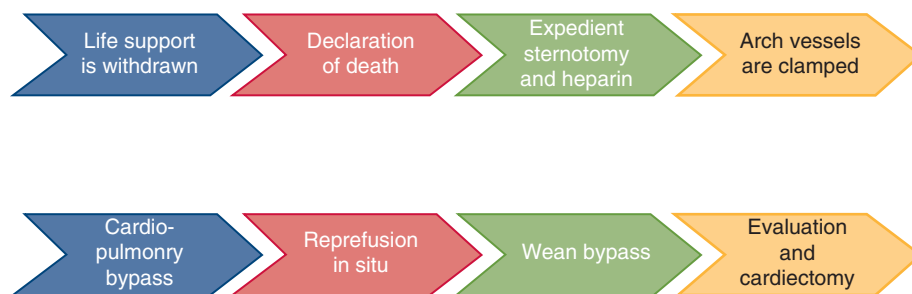 Life support
is withdrawn
Declaration
of death
Expedient
sternotomy
and heparin
Arch vessels
are clamped
Cardio-
pulmonry
bypass
Reprefusion
in situ
Wean bypass
Evaluation
and
cardiectomy